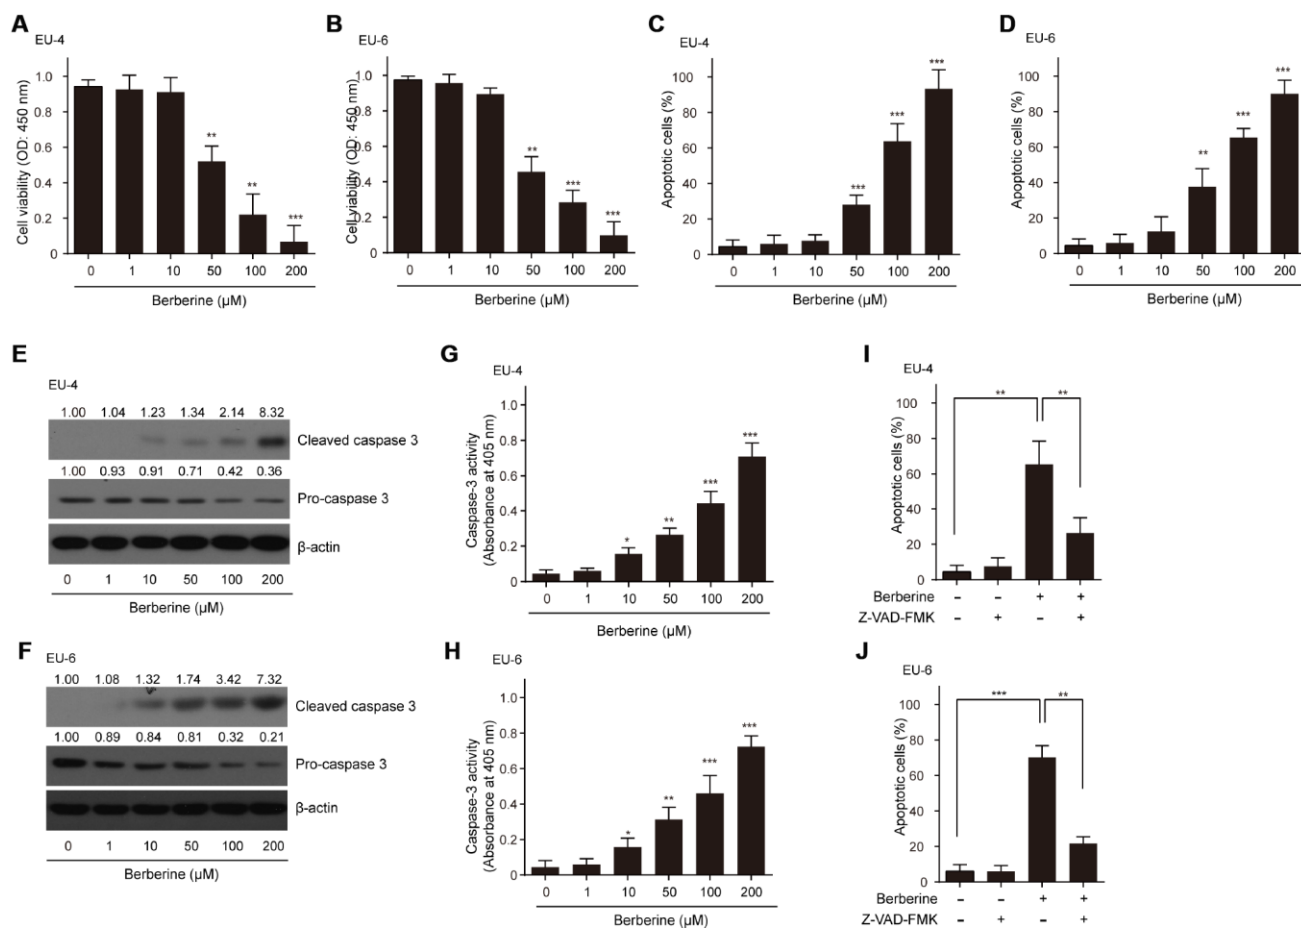 A
EU-4
Cell viability (OD: 450 nm)
1.0
0.8
0.6
0.4
0.2
0
**
**
***
0 1 10 50 100 200
Berberine (µM)
B
EU-6
Cell viability (OD: 450 nm)
1.0
0.8
0.6
0.4
0.2
0
**
***
***
0 1 10 50 100 200
Berberine (µM)
C
EU-4
Apoptotic cells (%)
100
80
60
40
20
0
***
***
***
0 1 10 50 100 200
Berberine (µM)
D
EU-6
Apoptotic cells (%)
100
80
60
40
20
0
**
***
***
0 1 10 50 100 200
Berberine (µM)
E
EU-4
1.00 1.04 1.23 1.34 2.14 8.32
Cleaved caspase 3
1.00 0.93 0.91 0.71 0.42 0.36
Pro-caspase 3
β-actin
0 1 10 50 100 200
Berberine (µM)
F
EU-6
1.00 1.08 1.32 1.74 3.42 7.32
Cleaved caspase 3
1.00 0.89 0.84 0.81 0.32 0.21
Pro-caspase 3
β-actin
0 1 10 50 100 200
Berberine (µM)
G
EU-4
Caspase-3 activity
(Absorbance at 405 nm)
1.0
0.8
0.6
0.4
0.2
0
*
**
***
***
0 1 10 50 100 200
Berberine (µM)
H
EU-6
Caspase-3 activity
(Absorbance at 405 nm)
1.0
0.8
0.6
0.4
0.2
0
*
**
***
***
0 1 10 50 100 200
Berberine (µM)
I
EU-4
Apoptotic cells (%)
100
80
60
40
20
0
** **
Berberine - - + +
Z-VAD-FMK - + - +
J
EU-6
Apoptotic cells (%)
100
80
60
40
20
0
*** **
Berberine - - + +
Z-VAD-FMK - + - +